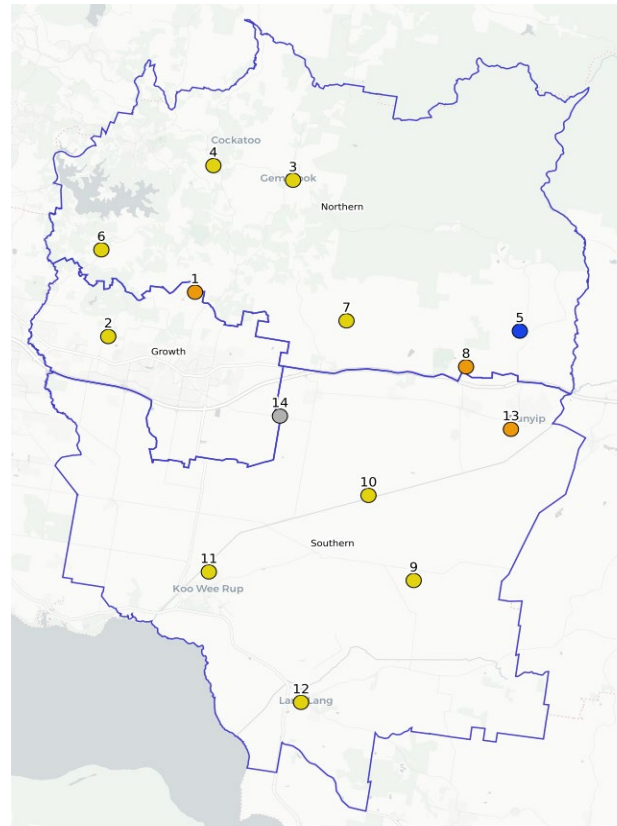 Cockatoo
4
3
Gembrook
Northern
6
1
7
5
2
Growth
8
14
13
Bunyip
10
Southern
11
9
Koo Wee Rup
12
Lang Lang